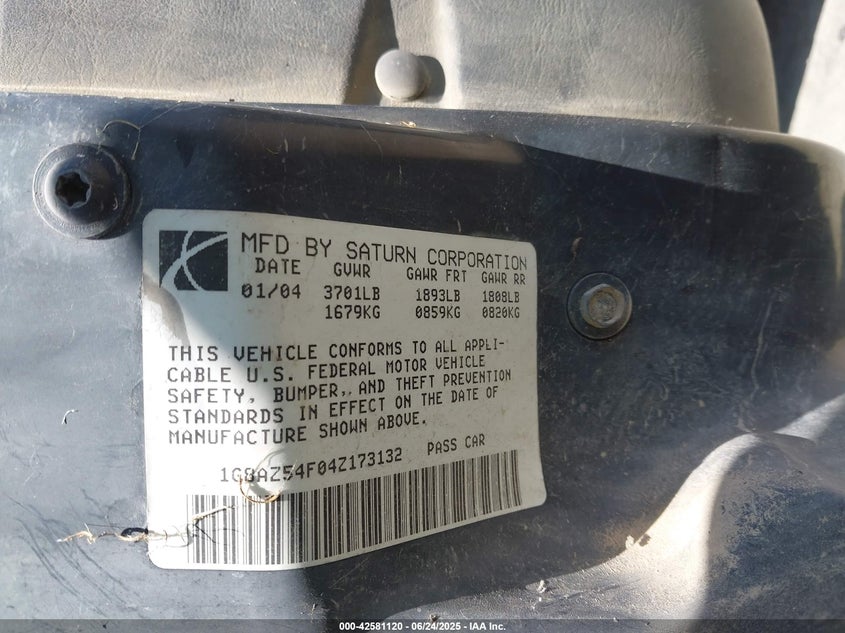 MFD BY SATURN CORPORATION
DATE GVWR GAWR FRT GAWR RR
01/04 3701LB 1893LB 1808LB
1679KG 0859KG 0820KG
THIS VEHICLE CONFORMS TO ALL APPLI-
CABLE U.S. FEDERAL MOTOR VEHICLE
SAFETY, BUMPER, AND THEFT PREVENTION
STANDARDS IN EFFECT ON THE DATE OF
MANUFACTURE SHOWN ABOVE.
1G8AZ54F04Z173132 PASS CAR
000-42581120 - 06/24/2025 - IAA Inc.